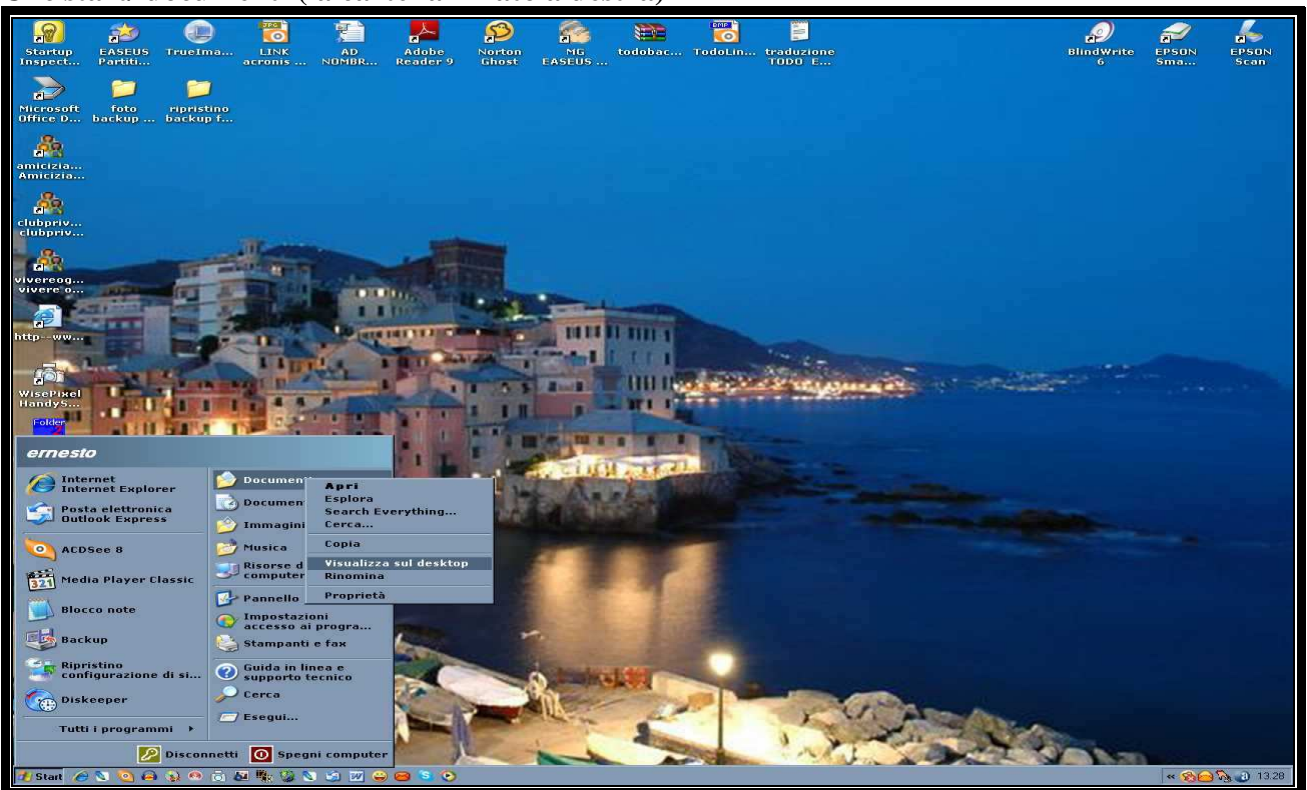 Startup
Inspect...
EASEUS
Partiti...
TrueIma...
LINK
acronis ...
AD
NOMBR...
Adobe
Reader 9
Norton
Ghost
MG
EASEUS ...
todobac...
TodoLin...
traduzione
TODO E...
BlindWrite
6
EPSON
Sma...
EPSON
Scan
Microsoft
Office D...
foto
backup ...
ripristino
backup f...
amicizia...
Amicizia...
clubpriv...
clubpriv...
vivereog...
vivere o...
http--ww...
WisePixel
HandyS...
Folder
ernesto
Internet
Internet Explorer
Posta elettronica
Outlook Express
ACDSee 8
Media Player Classic
Blocco note
Backup
Ripristino
configurazione di si...
Diskeeper
Tutti i programmi
Document
Documen
Immagini
Musica
Risorse d
computer
Pannello
Impostazioni
accesso ai progra...
Stampanti e fax
Guida in linea e
supporto tecnico
Cerca
Esegui...
Apri
Esplora
Search Everything...
Cerca...
Copia
Visualizza sul desktop
Rinomina
Proprietà
Disconnetti
Spegni computer
Start
13.28